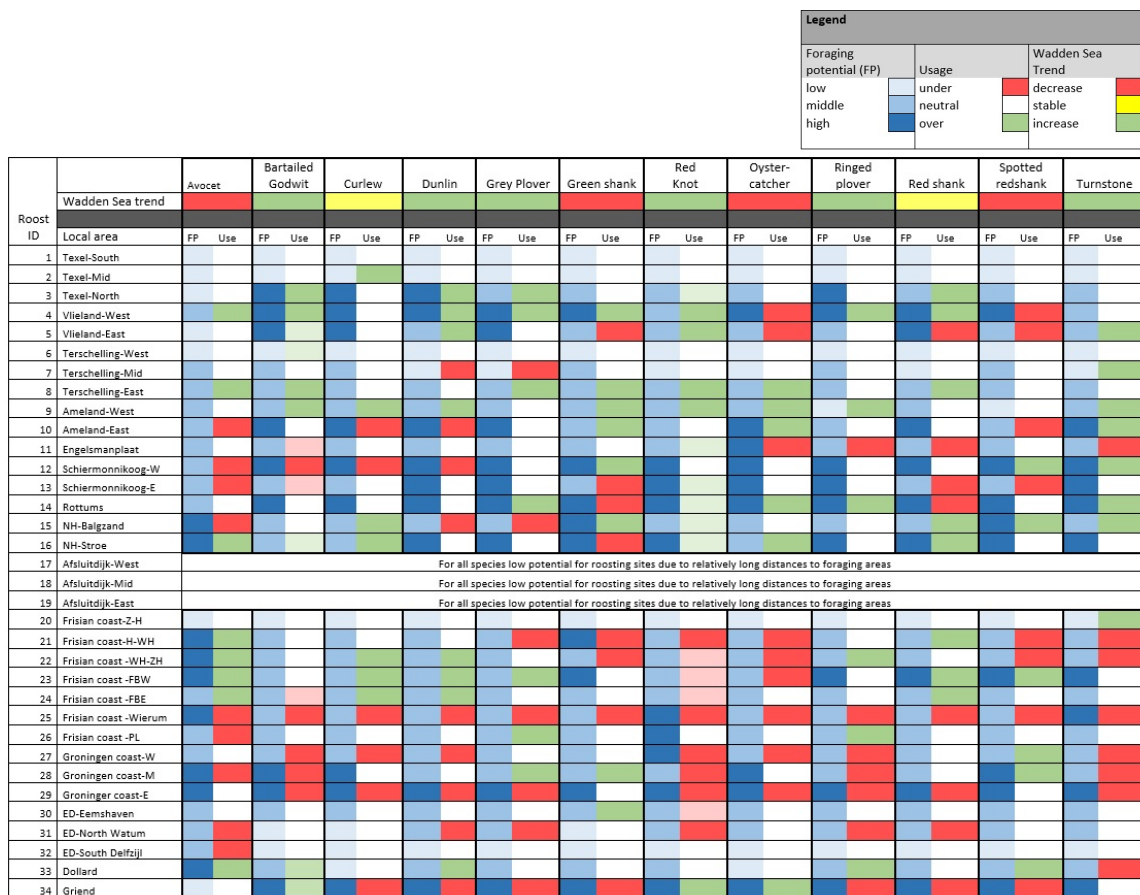 Legend
Foraging potential (FP) Usage Wadden Sea Trend
low under decrease
middle neutral stable
high over increase
Avocet Bartailed Godwit Curlew Dunlin Grey Plover Green shank Red Knot Oyster-catcher Ringed plover Red shank Spotted redshank Turnstone
Wadden Sea trend
Roost ID Local area FP Use FP Use FP Use FP Use FP Use FP Use FP Use FP Use FP Use FP Use FP Use FP Use
1 Texel-South
2 Texel-Mid
3 Texel-North
4 Vlieland-West
5 Vlieland-East
6 Terschelling-West
7 Terschelling-Mid
8 Terschelling-East
9 Ameland-West
10 Ameland-East
11 Engelsmanplaat
12 Schiermonnikoog-W
13 Schiermonnikoog-E
14 Rottums
15 NH-Balgzand
16 NH-Stroe
17 Afsluitdijk-West For all species low potential for roosting sites due to relatively long distances to foraging areas
18 Afsluitdijk-Mid For all species low potential for roosting sites due to relatively long distances to foraging areas
19 Afsluitdijk-East For all species low potential for roosting sites due to relatively long distances to foraging areas
20 Frisian coast-Z-H
21 Frisian coast-H-WH
22 Frisian coast -WH-ZH
23 Frisian coast -FBW
24 Frisian coast -FBE
25 Frisian coast -Wierum
26 Frisian coast -PL
27 Groningen coast-W
28 Groningen coast-M
29 Groninger coast-E
30 ED-Eemshaven
31 ED-North Watum
32 ED-South Delfzijl
33 Dollard
34 Griend